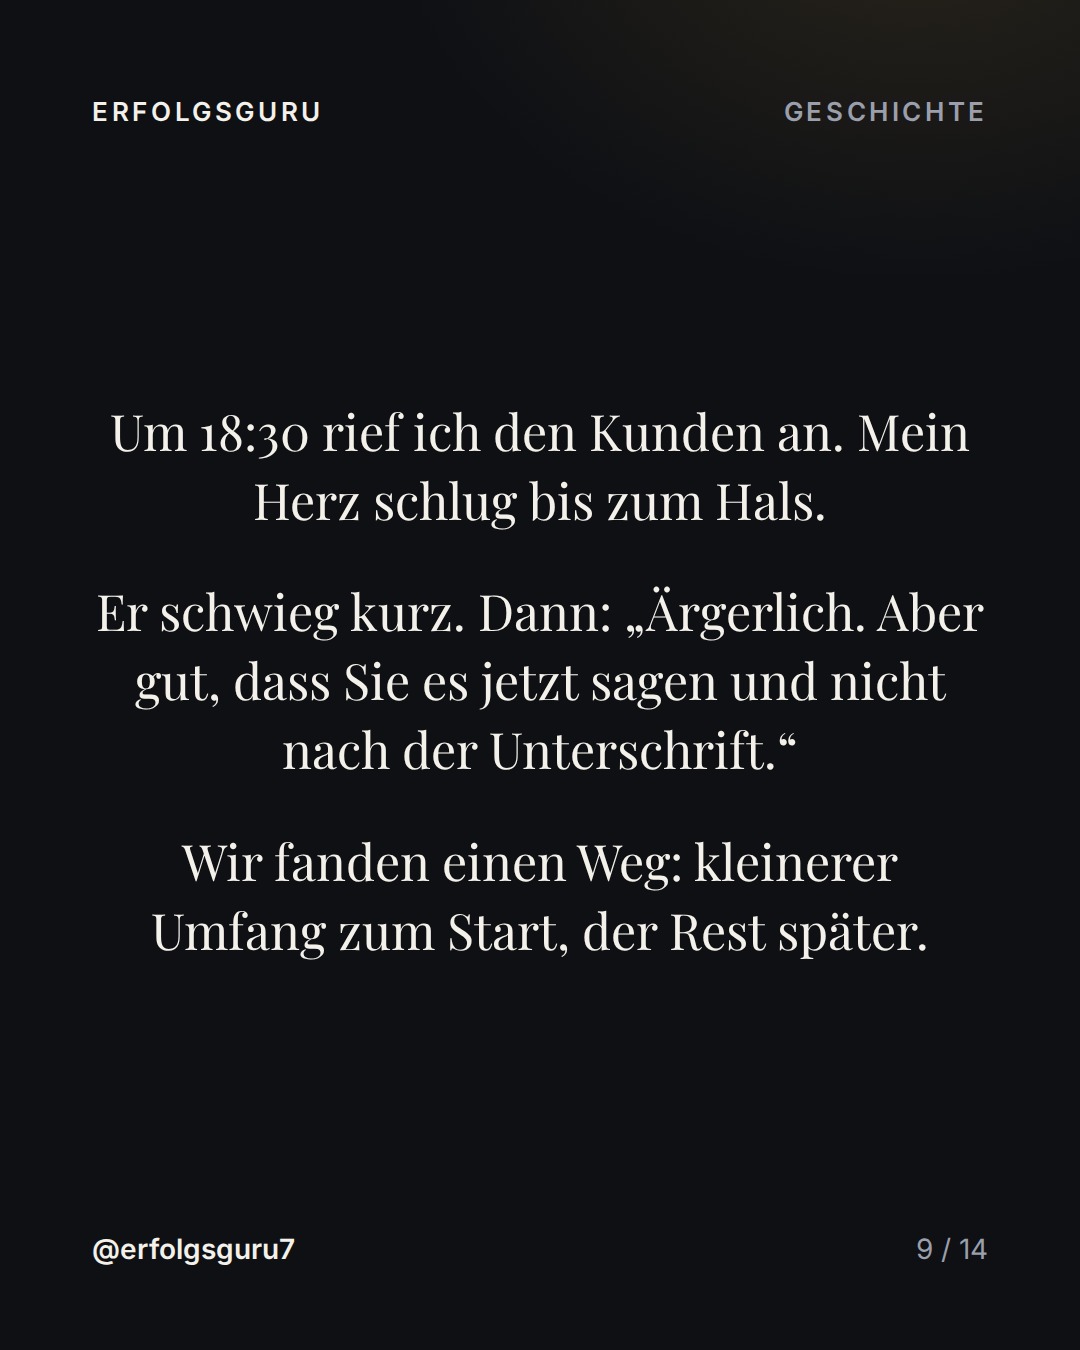 ERFOLGSGURU
GESCHICHTE
Um 18:30 rief ich den Kunden an. Mein
Herz schlug bis zum Hals.
Er schwieg kurz. Dann: „Ärgerlich. Aber
gut, dass Sie es jetzt sagen und nicht
nach der Unterschrift.“
Wir fanden einen Weg: kleinerer
Umfang zum Start, der Rest später.
@erfolgsguru7
9 / 14